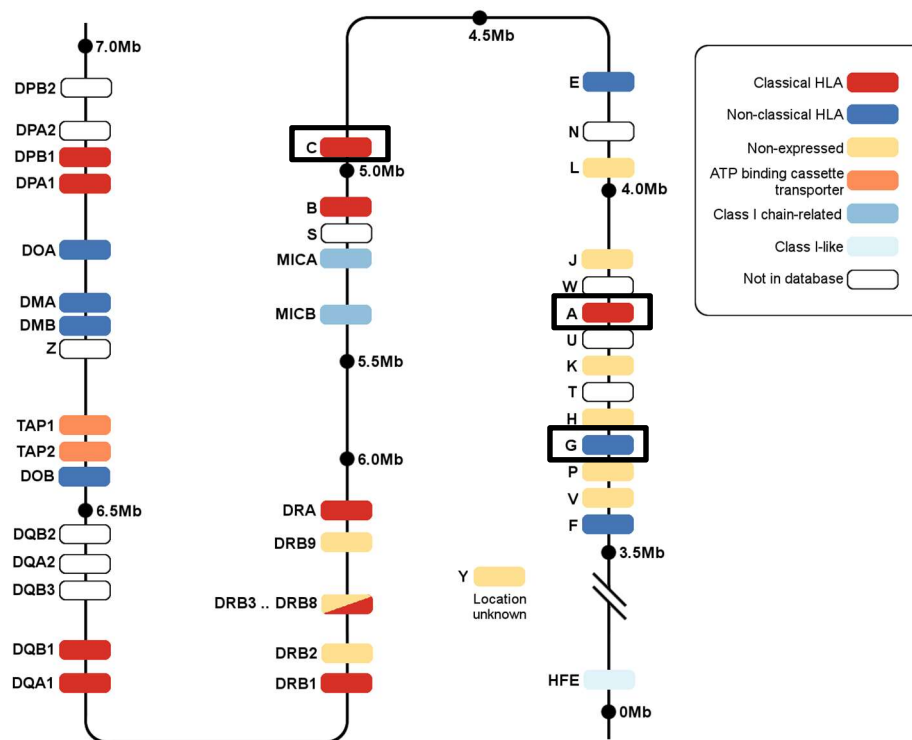 7.0Mb
DPB2
DPA2
DPB1
DPA1
DOA
DMA
DMB
Z
TAP1
TAP2
DOB
6.5Mb
DQB2
DQA2
DQB3
DQB1
DQA1
4.5Mb
C
5.0Mb
B
S
MICA
MICB
5.5Mb
6.0Mb
DRA
DRB9
DRB3 .. DRB8
DRB2
DRB1
E
N
L
4.0Mb
J
W
A
U
K
T
H
G
P
V
F
3.5Mb
Y
Location
unknown
HFE
0Mb
Classical HLA
Non-classical HLA
Non-expressed
ATP binding cassette
transporter
Class I chain-related
Class I-like
Not in database